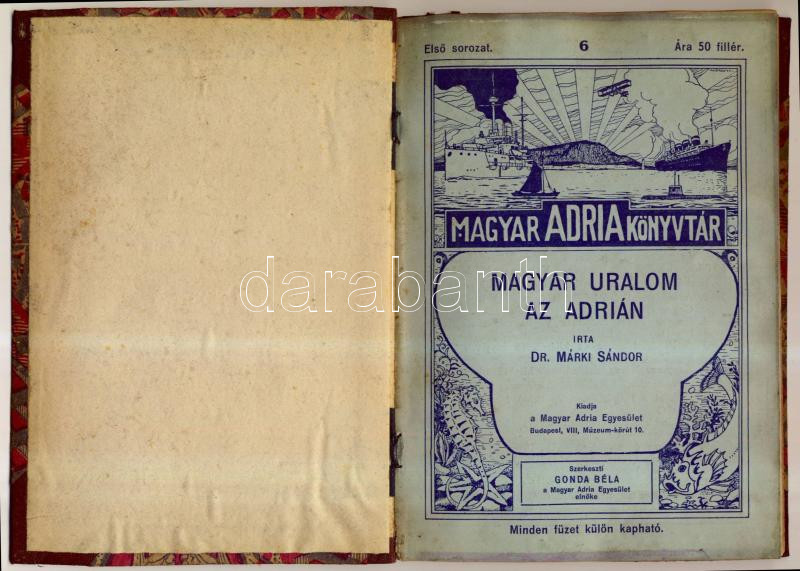 Első sorozat. 6 Ára 50 fillér.
MAGYAR ADRIA KÖNYVTÁR
MAGYAR URALOM
AZ ADRIÁN
IRTA
DR. MÁRKI SÁNDOR
Kiadja
a Magyar Adria Egyesület
Budapest, VIII, Múzeum-körút 10.
Szerkeszti
GONDA BÉLA
a Magyar Adria Egyesület
elnöke
Minden füzet külön kapható.
darabanth